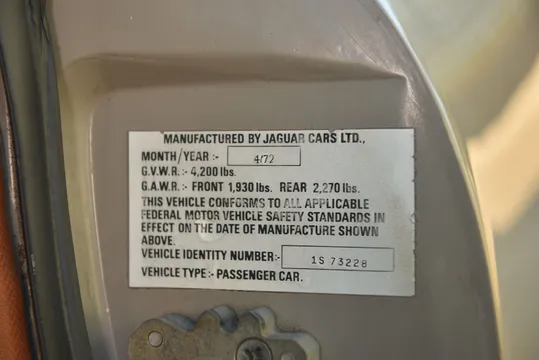 MANUFACTURED BY JAGUAR CARS LTD.,
MONTH/YEAR:- 4/72
G.V.W.R.:- 4,200 lbs.
G.A.W.R.:- FRONT 1,930 lbs. REAR 2,270 lbs.
THIS VEHICLE CONFORMS TO ALL APPLICABLE
FEDERAL MOTOR VEHICLE SAFETY STANDARDS IN
EFFECT ON THE DATE OF MANUFACTURE SHOWN
ABOVE.
VEHICLE IDENTITY NUMBER:- 1S 73228
VEHICLE TYPE:- PASSENGER CAR.